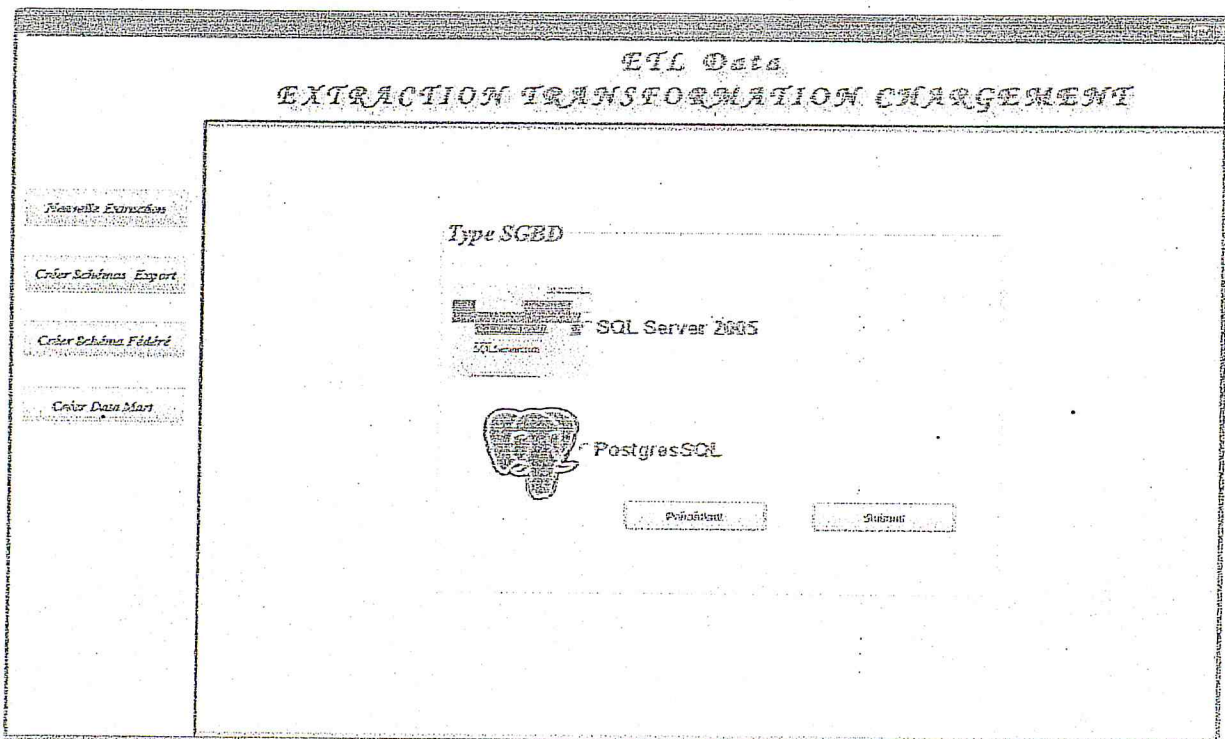 ETL Data
EXTRACTION TRANSFORMATION CHARGEMENT
Nouvelle Extraction
Créer Schémas Export
Créer Schéma Fédéré
Créer Data Mart
Type SGBD
SQL Server 2005
PostgresSQL
Précédent
Suivant